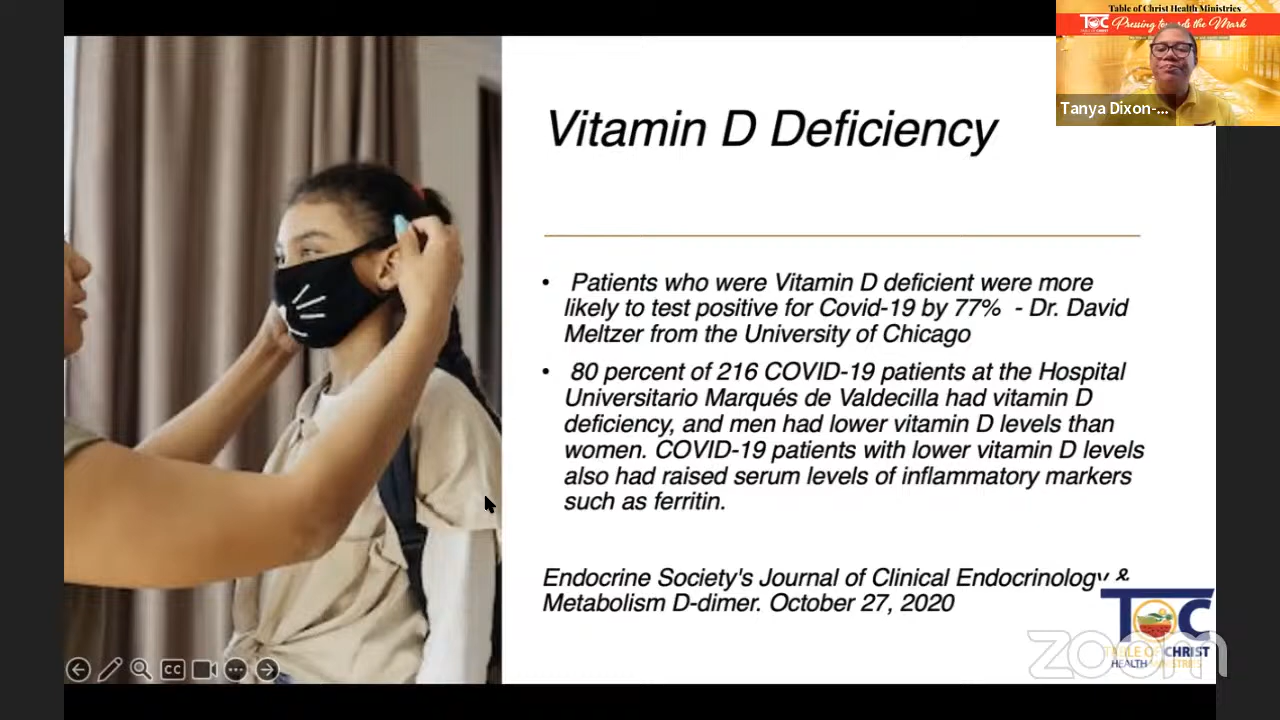 Table of Christ Health Ministries
TOC Pressing towards the Mark
Tanya Dixon-...
Vitamin D Deficiency
• Patients who were Vitamin D deficient were more
likely to test positive for Covid-19 by 77% - Dr. David
Meltzer from the University of Chicago
• 80 percent of 216 COVID-19 patients at the Hospital
Universitario Marqués de Valdecilla had vitamin D
deficiency, and men had lower vitamin D levels than
women. COVID-19 patients with lower vitamin D levels
also had raised serum levels of inflammatory markers
such as ferritin.
Endocrine Society's Journal of Clinical Endocrinology &
Metabolism D-dimer. October 27, 2020
TOC
TABLE OF CHRIST
HEALTH MINISTRIES
zoom
CC